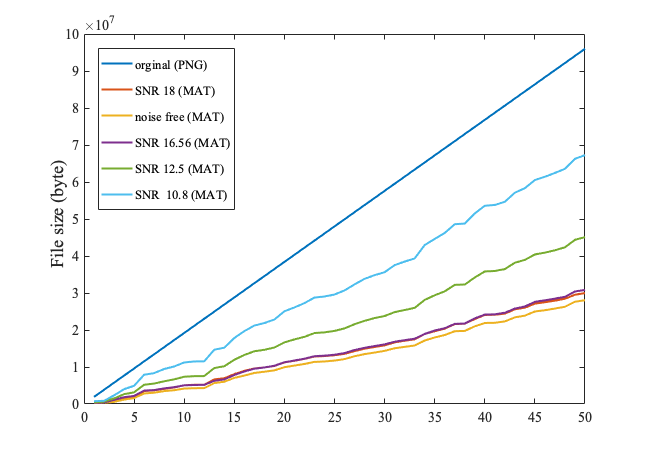 ×10⁷
10
9
8
7
6
5
4
3
2
1
0
File size (byte)
orginal (PNG)
SNR 18 (MAT)
noise free (MAT)
SNR 16.56 (MAT)
SNR 12.5 (MAT)
SNR  10.8 (MAT)
0 5 10 15 20 25 30 35 40 45 50